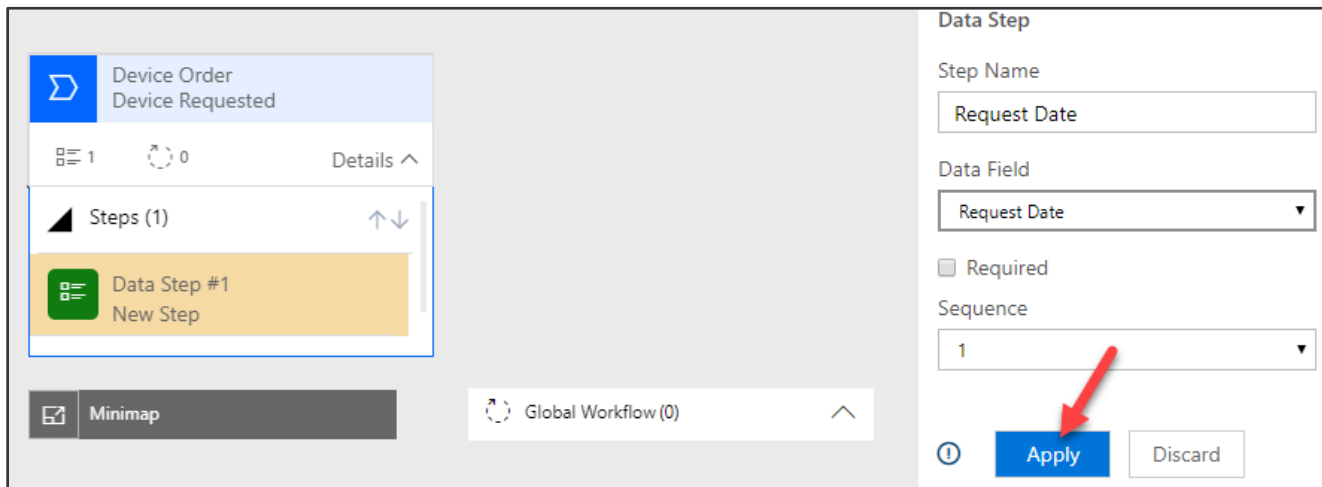 Device Order
Device Requested
1
0
Details
Steps (1)
Data Step #1
New Step
Minimap
Global Workflow (0)
Data Step
Step Name
Request Date
Data Field
Request Date
Required
Sequence
1
Apply
Discard